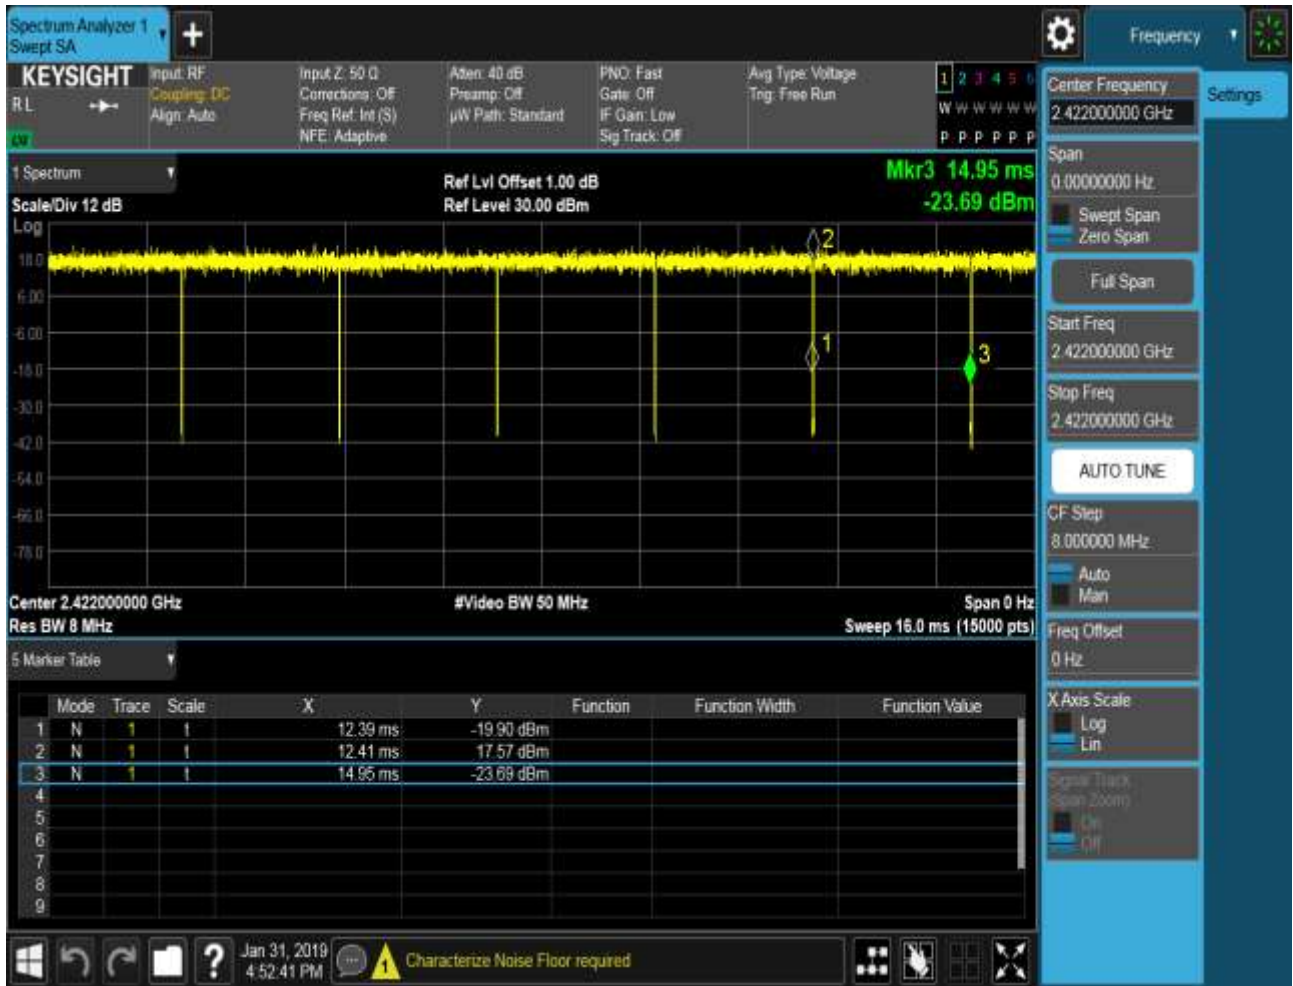 Spectrum Analyzer 1
Swept SA
+
Frequency
KEYSIGHT
RL
Input: RF
Coupling: DC
Align: Auto
Input Z: 50 Ω
Corrections: Off
Freq Ref: Int (S)
NFE: Adaptive
Atten: 40 dB
Preamp: Off
µW Path: Standard
PNO: Fast
Gate: Off
IF Gain: Low
Sig Track: Off
Avg Type: Voltage
Trig: Free Run
1 2 3 4 5 6
W W W W W W
P P P P P P
1 Spectrum
Scale/Div 12 dB
Ref Lvl Offset 1.00 dB
Ref Level 30.00 dBm
Mkr3 14.95 ms
-23.69 dBm
Log
18.0
6.00
-6.00
-18.0
-30.0
-42.0
-54.0
-66.0
-78.0
2
1
3
Center 2.422000000 GHz
#Video BW 50 MHz
Span 0 Hz
Res BW 8 MHz
Sweep 16.0 ms (15000 pts)
5 Marker Table
Mode Trace Scale X Y Function Function Width Function Value
1 N 1 t 12.39 ms -19.90 dBm
2 N 1 t 12.41 ms 17.57 dBm
3 N 1 t 14.95 ms -23.69 dBm
4
5
6
7
8
9
Center Frequency
2.422000000 GHz
Settings
Span
0.00000000 Hz
Swept Span
Zero Span
Full Span
Start Freq
2.422000000 GHz
Stop Freq
2.422000000 GHz
AUTO TUNE
CF Step
8.000000 MHz
Auto
Man
Freq Offset
0 Hz
X Axis Scale
Log
Lin
Signal Track
(Span Zoom)
On
Off
?
Jan 31, 2019
4:52:41 PM
1
Characterize Noise Floor required